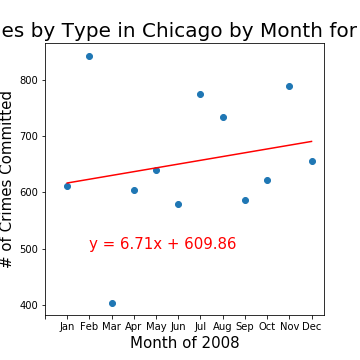 es by Type in Chicago by Month for
# of Crimes Committed
800
700
600
500
400
y = 6.71x + 609.86
Jan Feb Mar Apr May Jun Jul Aug Sep Oct Nov Dec
Month of 2008